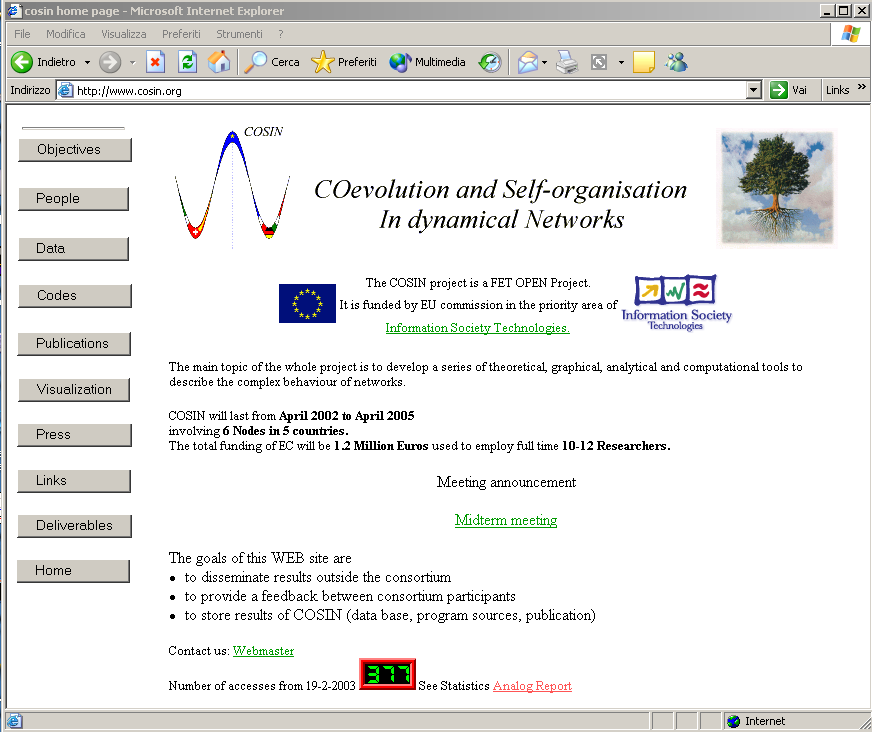 cosin home page - Microsoft Internet Explorer
File Modifica Visualizza Preferiti Strumenti ?
Indietro Cerca Preferiti Multimedia
Indirizzo http://www.cosin.org Vai Links »
Objectives
People
Data
Codes
Publications
Visualization
Press
Links
Deliverables
Home
COSIN
COevolution and Self-organisation
In dynamical Networks
The COSIN project is a FET OPEN Project.
It is funded by EU commission in the priority area of
Information Society Technologies.
Information Society
Technologies
The main topic of the whole project is to develop a series of theoretical, graphical, analytical and computational tools to
describe the complex behaviour of networks.
COSIN will last from April 2002 to April 2005
involving 6 Nodes in 5 countries.
The total funding of EC will be 1.2 Million Euros used to employ full time 10-12 Researchers.
Meeting announcement
Midterm meeting
The goals of this WEB site are
• to disseminate results outside the consortium
• to provide a feedback between consortium participants
• to store results of COSIN (data base, program sources, publication)
Contact us: Webmaster
Number of accesses from 19-2-2003 377 See Statistics Analog Report
Internet